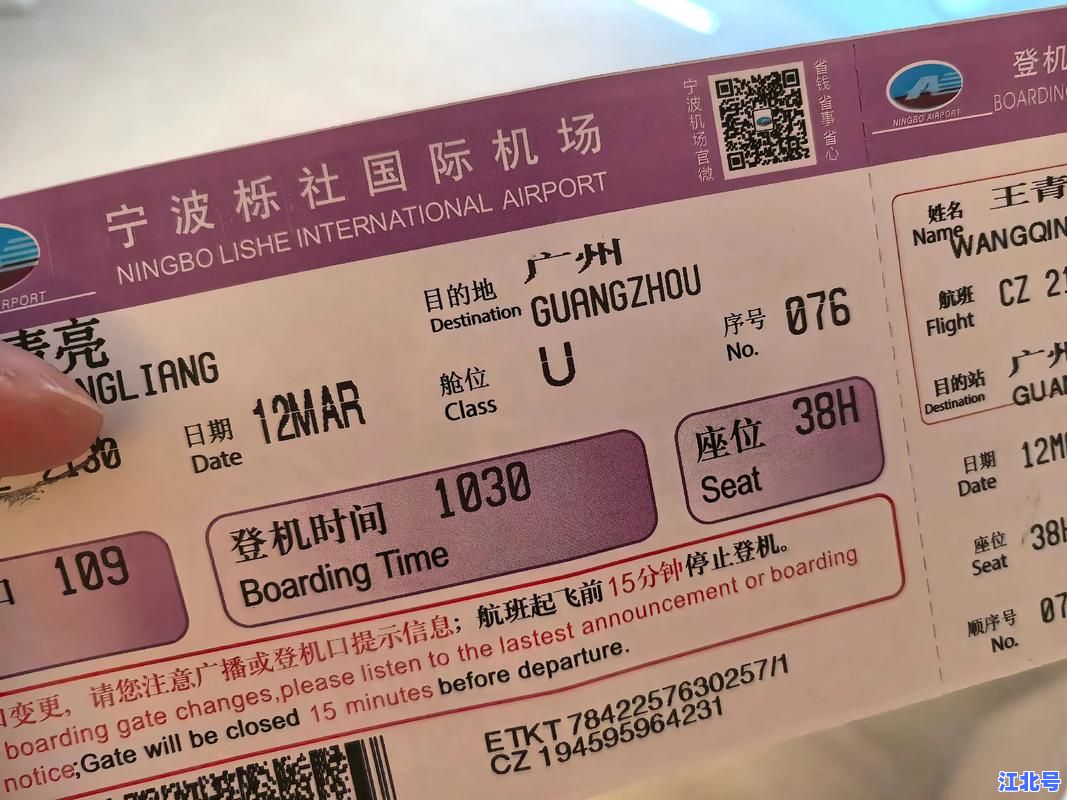 宁波栎社国际机场
NINGBO LISHE INTERNATIONAL AIRPORT
宁波机场官微
省钱省事省心
RPORT
青亮
NGLIANG
2130
日期 12MAR
Date
目的地 广州
Destination GUANGZHOU
舱位 U
Class
序号 076
No.
口 109
登机时间 1030
Boarding Time
座位 38H
Seat
口变更，请您注意广播或登机口提示信息；航班起飞前15分钟停止登机。
boarding gate changes,please listen to the lastest announcement or boarding
notice;Gate will be closed 15 minutes before departure.
ETKT 7842257630257/1
CZ 194595964231
NINGBO AIRPORT
登机
BOARDING
姓名 王青
Name WANGQIN
航班 CZ 21
Flight
目的站 广州
Destination GUAN
日期 12M
Date
座位 38H
Seat
顺序号 07
No.
江北号